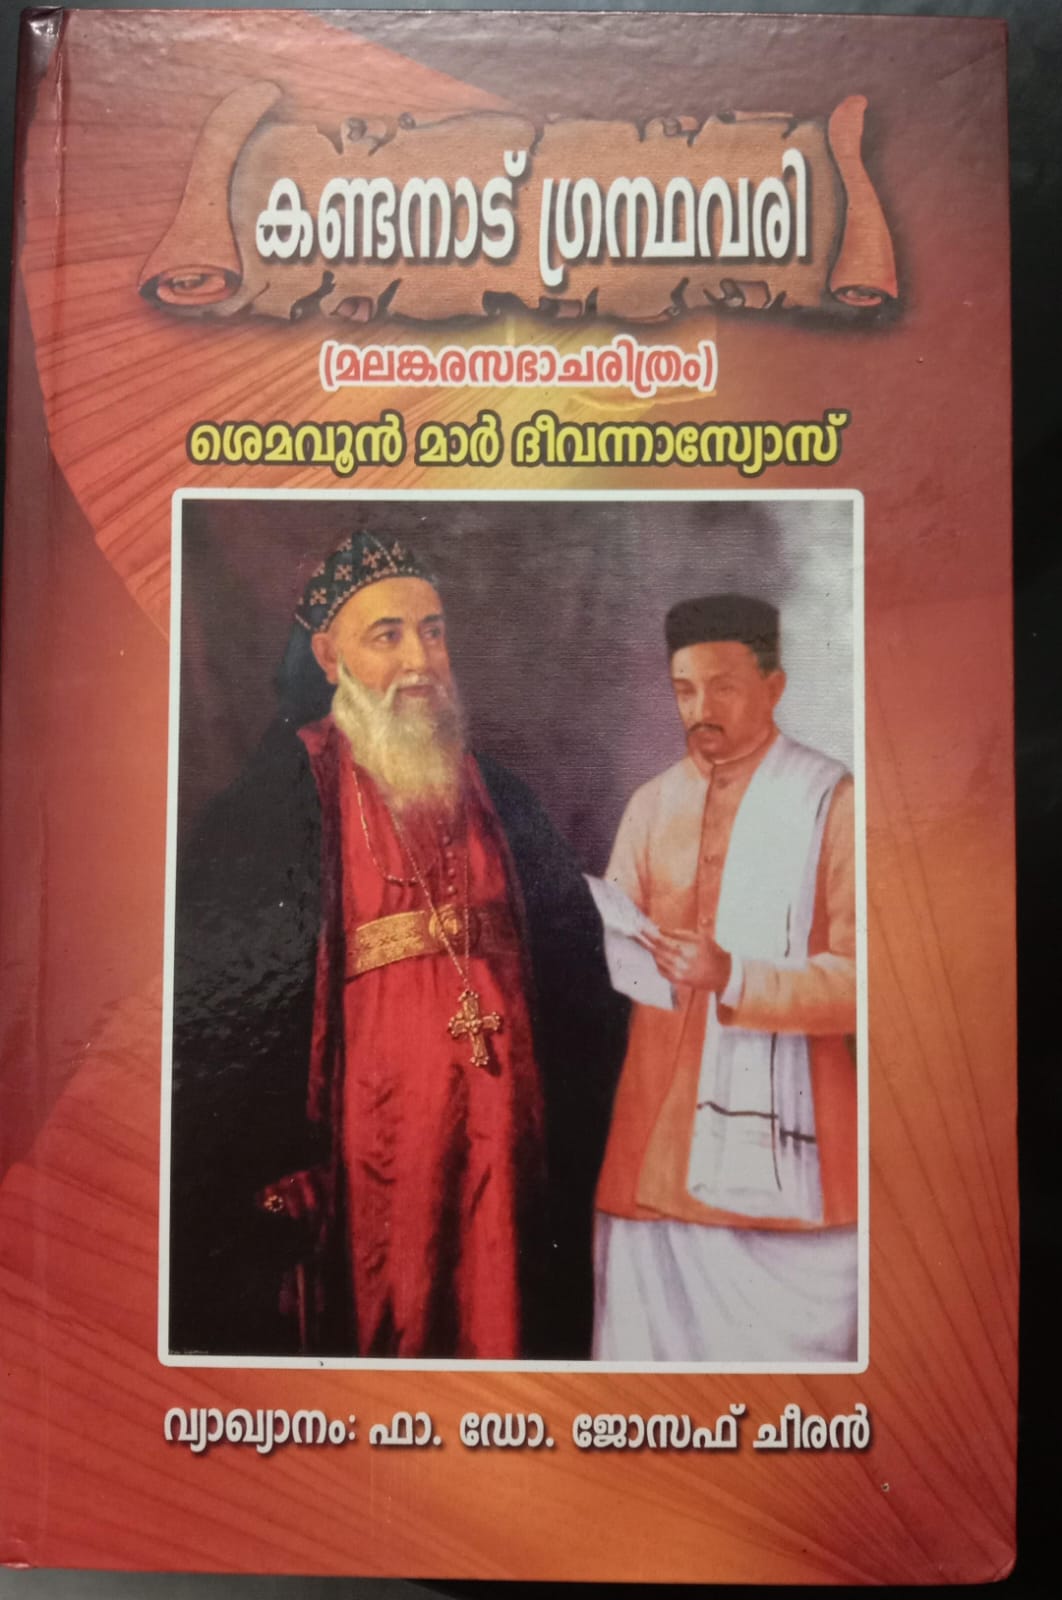 കണ്ടനാട് ഗ്രന്ഥവരി
(മലങ്കരസഭാചരിത്രം)
ശെമവൂൻ മാർ ദീവന്നാസ്യോസ്
വ്യാഖ്യാനം: ഫാ. ഡോ. ജോസഫ് ചീരൻ